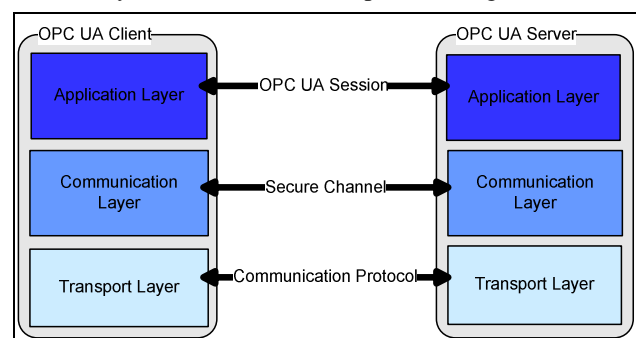 OPC UA Client
OPC UA Server
Application Layer
OPC UA Session
Application Layer
Communication
Layer
Secure Channel
Communication
Layer
Transport Layer
Communication Protocol
Transport Layer